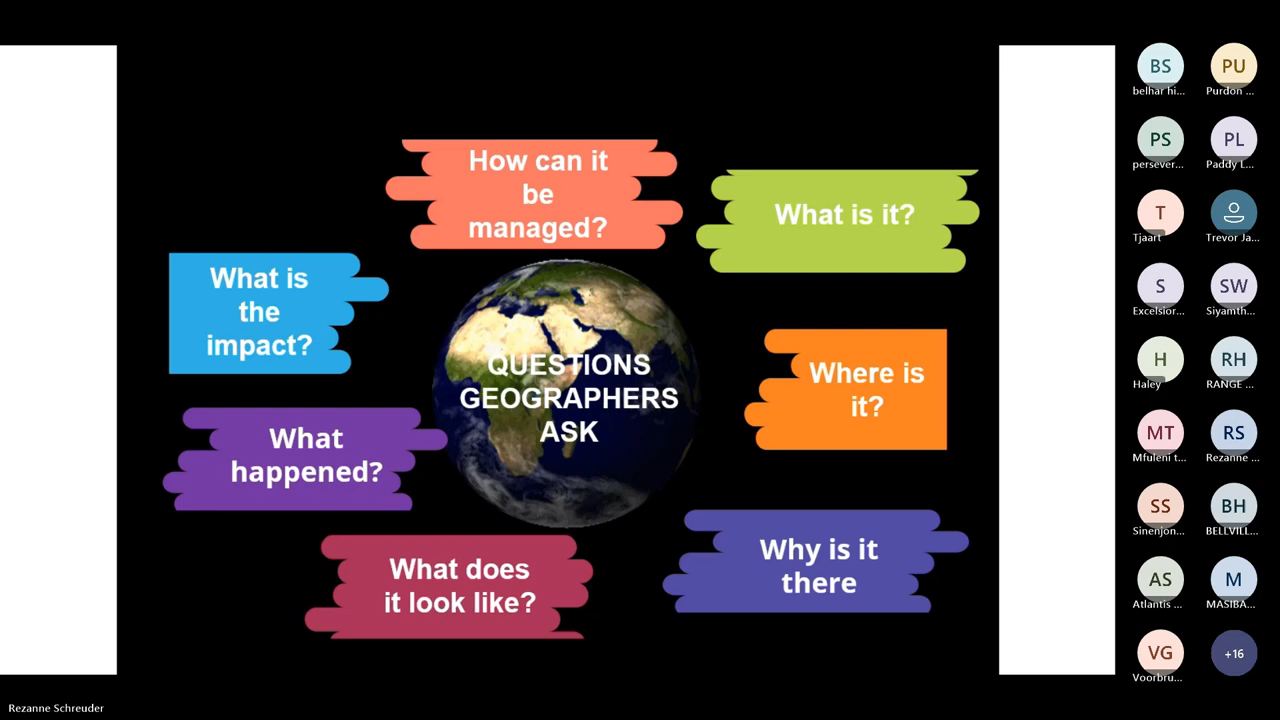 How can it
be
managed?
What is it?
What is
the
impact?
QUESTIONS
GEOGRAPHERS
ASK
Where is
it?
What
happened?
Why is it
there
What does
it look like?
BS
belhar hi...
PU
Purdon ...
PS
persever...
PL
Paddy L...
T
Tjaart
Trevor Ja...
S
Excelsior...
SW
Siyamth...
H
Haley
RH
RANGE ...
MT
Mfuleni t...
RS
Rezanne ...
SS
Sinenjon...
BH
BELLVILL...
AS
Atlantis ...
M
MASIBA...
VG
Voorbru...
+16
Rezanne Schreuder